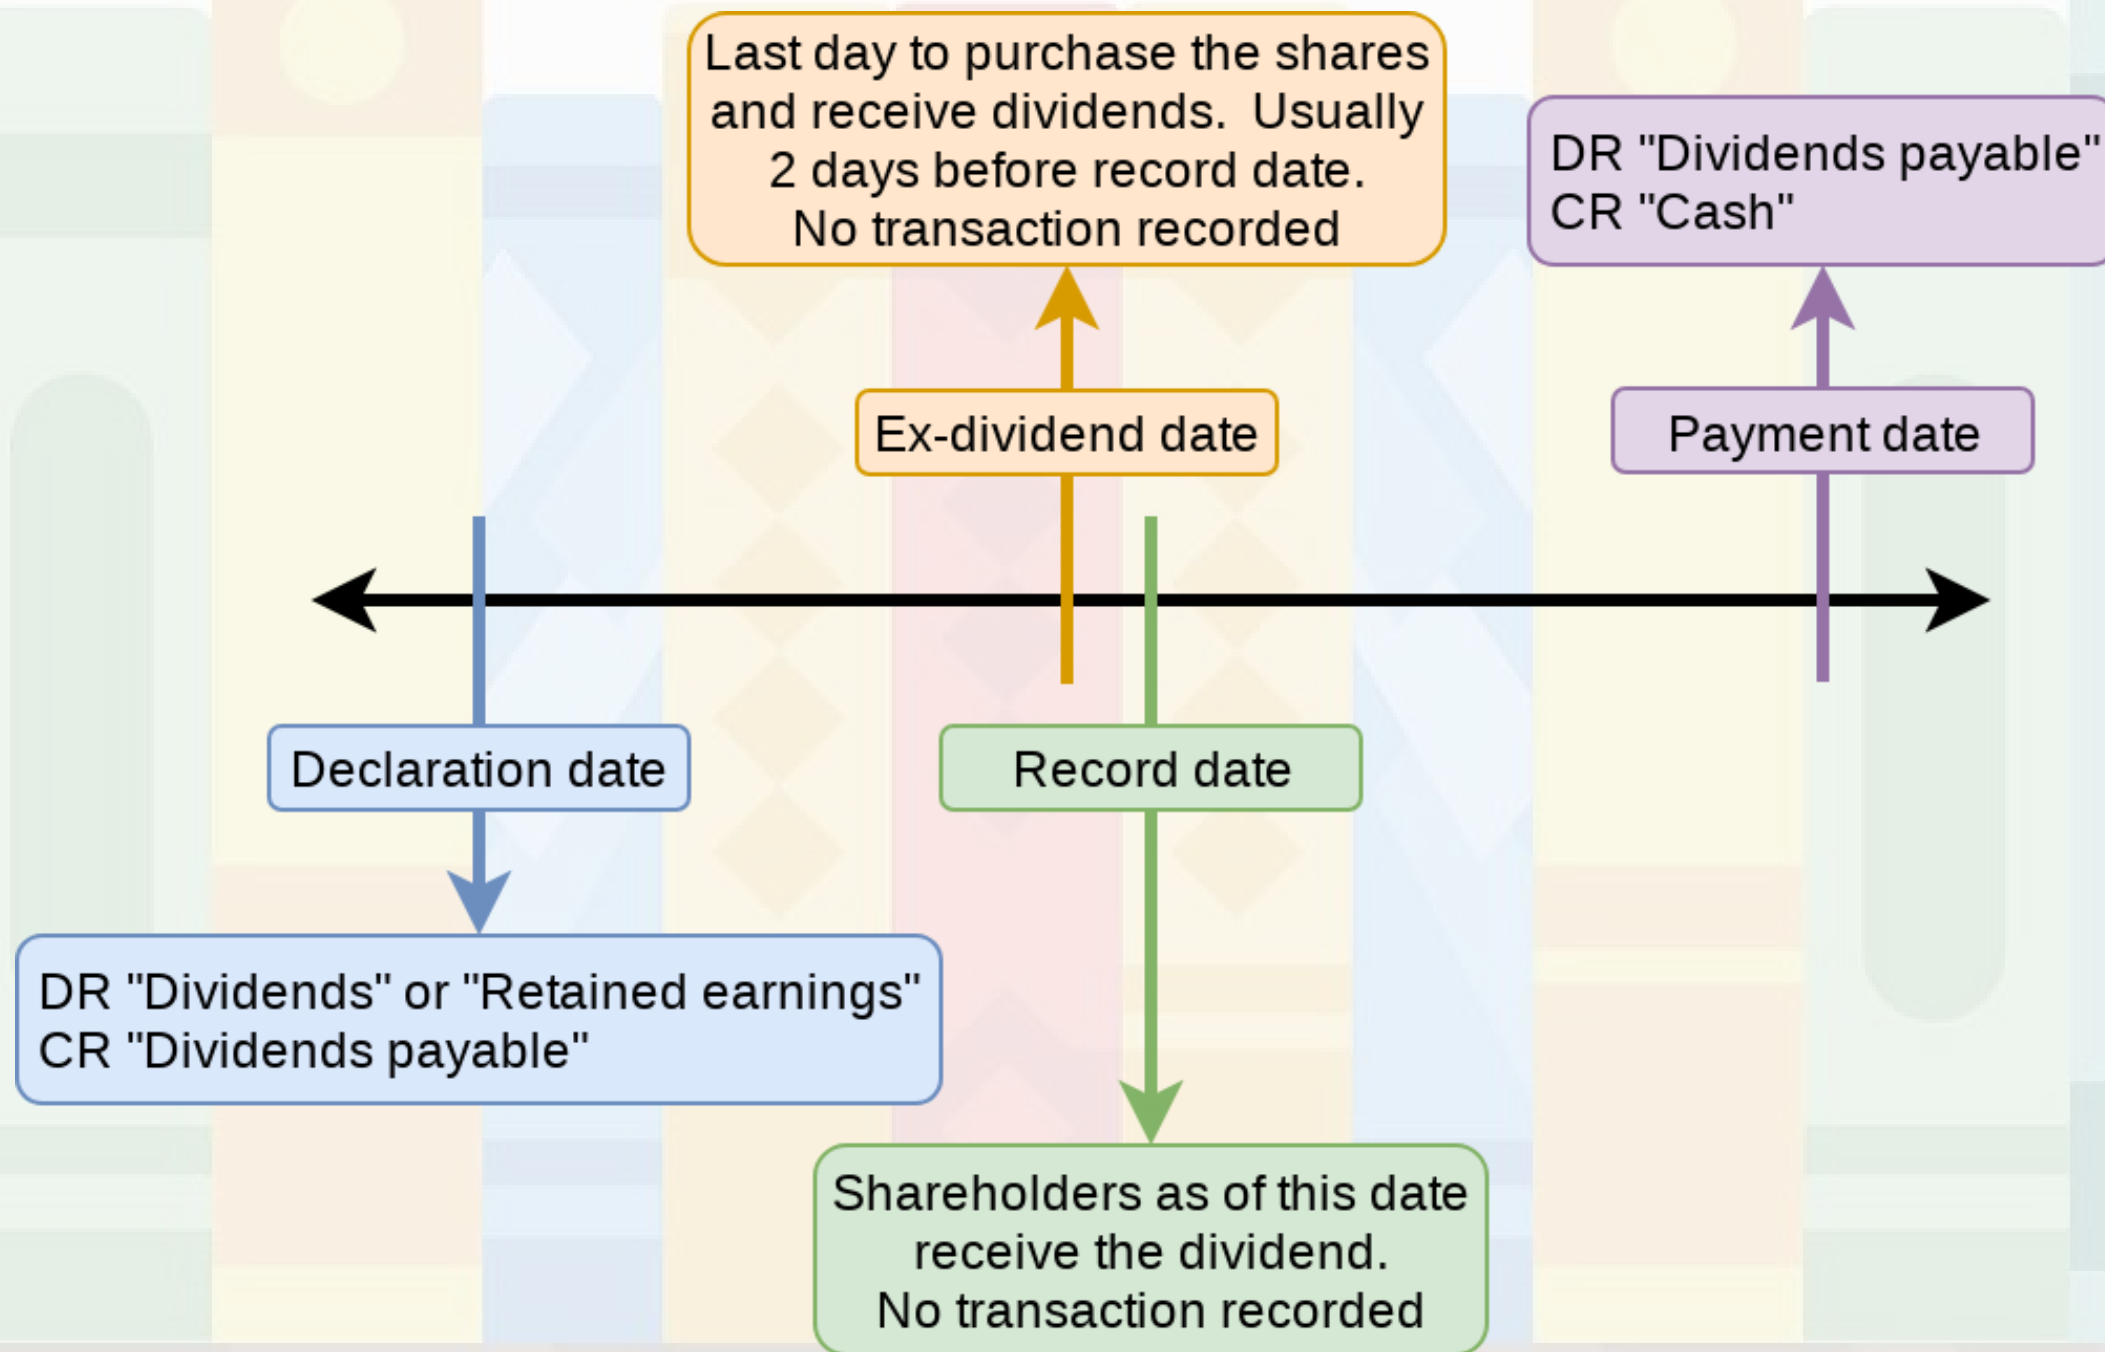 Last day to purchase the shares
and receive dividends.  Usually
2 days before record date.
No transaction recorded
DR "Dividends payable"
CR "Cash"
Ex-dividend date
Payment date
Declaration date
Record date
DR "Dividends" or "Retained earnings"
CR "Dividends payable"
Shareholders as of this date
receive the dividend.
No transaction recorded